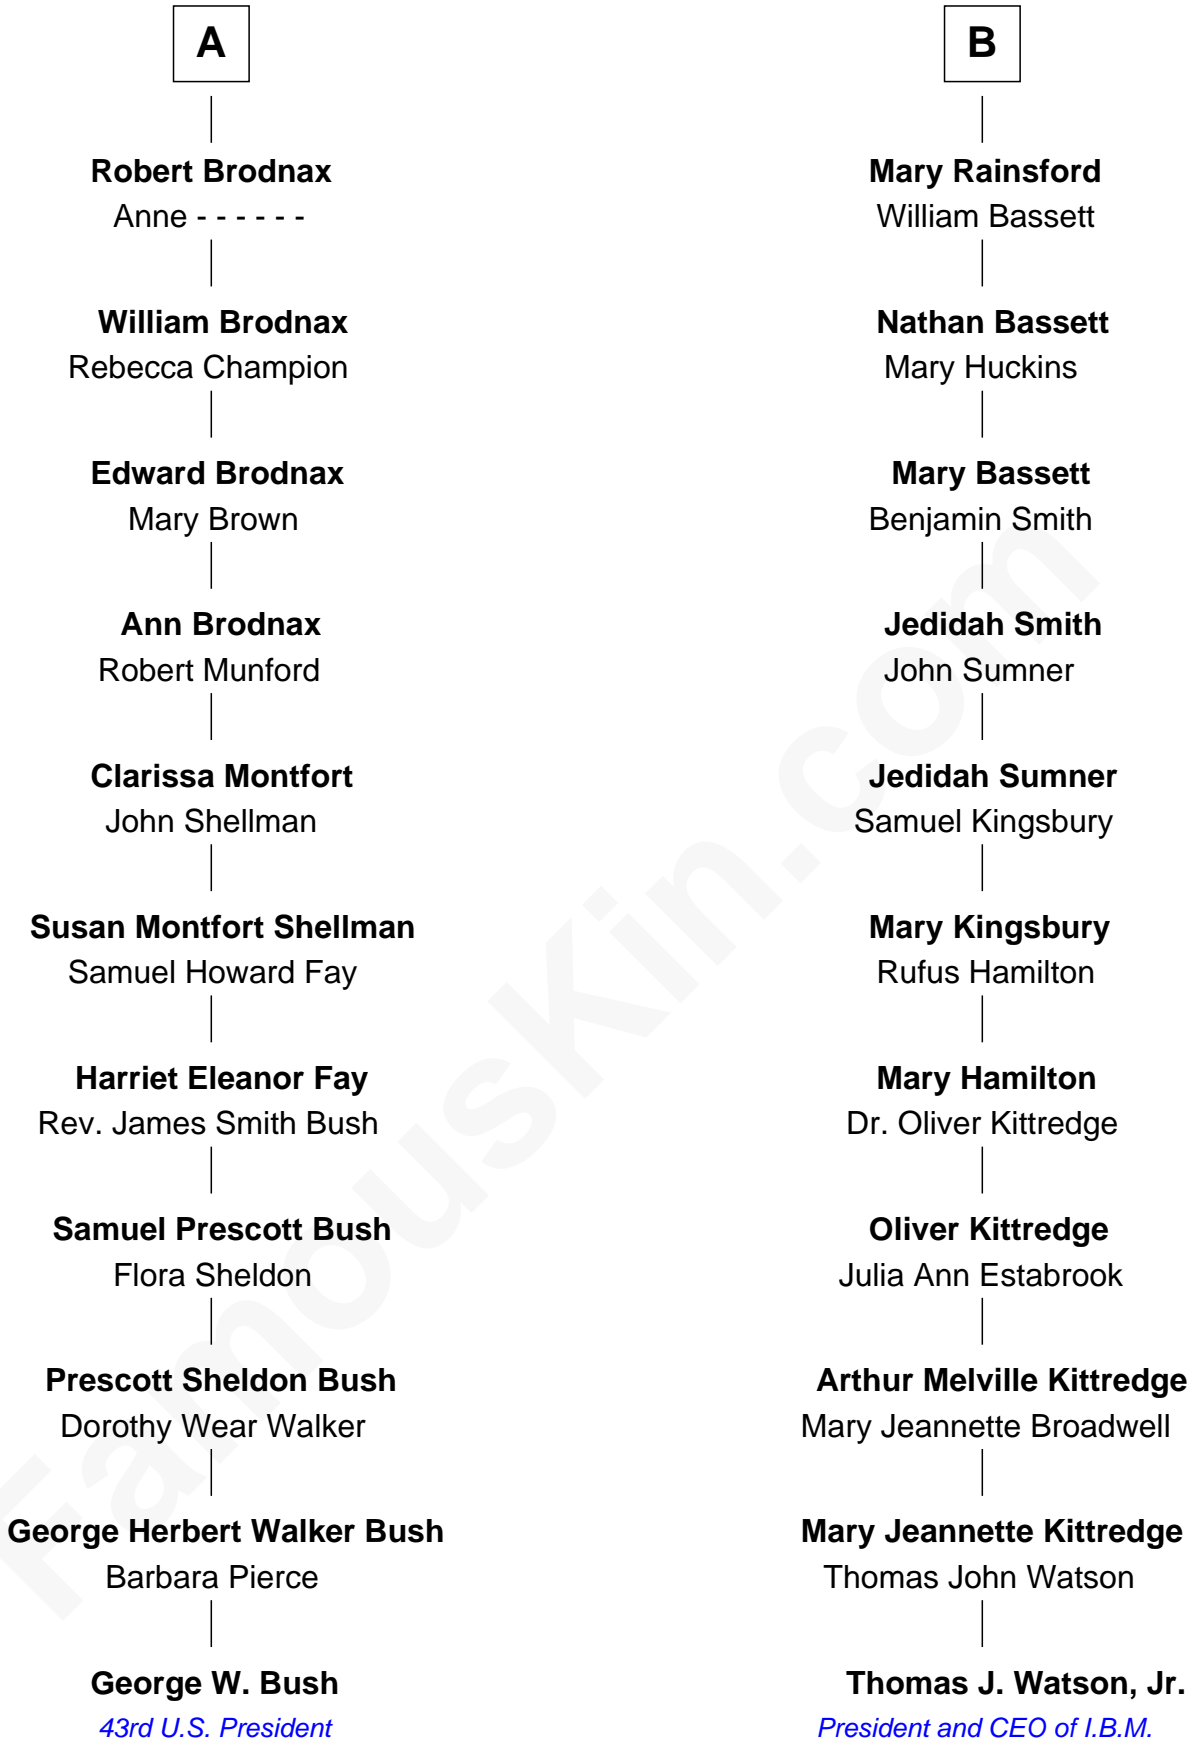 A
Robert Brodnax
Anne - - - - - -
William Brodnax
Rebecca Champion
Edward Brodnax
Mary Brown
Ann Brodnax
Robert Munford
Clarissa Montfort
John Shellman
Susan Montfort Shellman
Samuel Howard Fay
Harriet Eleanor Fay
Rev. James Smith Bush
Samuel Prescott Bush
Flora Sheldon
Prescott Sheldon Bush
Dorothy Wear Walker
George Herbert Walker Bush
Barbara Pierce
George W. Bush
43rd U.S. President
B
Mary Rainsford
William Bassett
Nathan Bassett
Mary Huckins
Mary Bassett
Benjamin Smith
Jedidah Smith
John Sumner
Jedidah Sumner
Samuel Kingsbury
Mary Kingsbury
Rufus Hamilton
Mary Hamilton
Dr. Oliver Kittredge
Oliver Kittredge
Julia Ann Estabrook
Arthur Melville Kittredge
Mary Jeannette Broadwell
Mary Jeannette Kittredge
Thomas John Watson
Thomas J. Watson, Jr.
President and CEO of I.B.M.
FamousKin.com